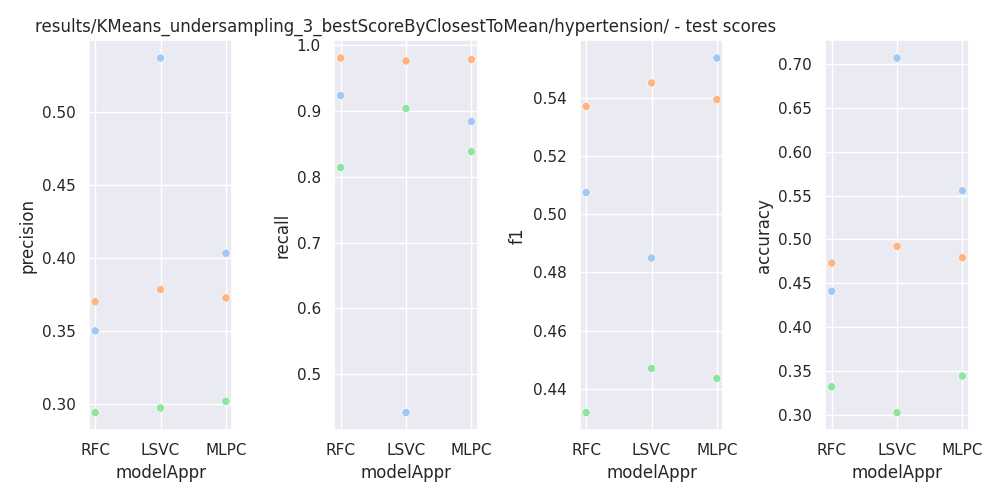 results/KMeans_undersampling_3_bestScoreByClosestToMean/hypertension/ - test scores
precision
0.50
0.45
0.40
0.35
0.30
RFC LSVC MLPC
modelAppr
recall
1.0
0.9
0.8
0.7
0.6
0.5
RFC LSVC MLPC
modelAppr
f1
0.54
0.52
0.50
0.48
0.46
0.44
RFC LSVC MLPC
modelAppr
accuracy
0.70
0.65
0.60
0.55
0.50
0.45
0.40
0.35
0.30
RFC LSVC MLPC
modelAppr